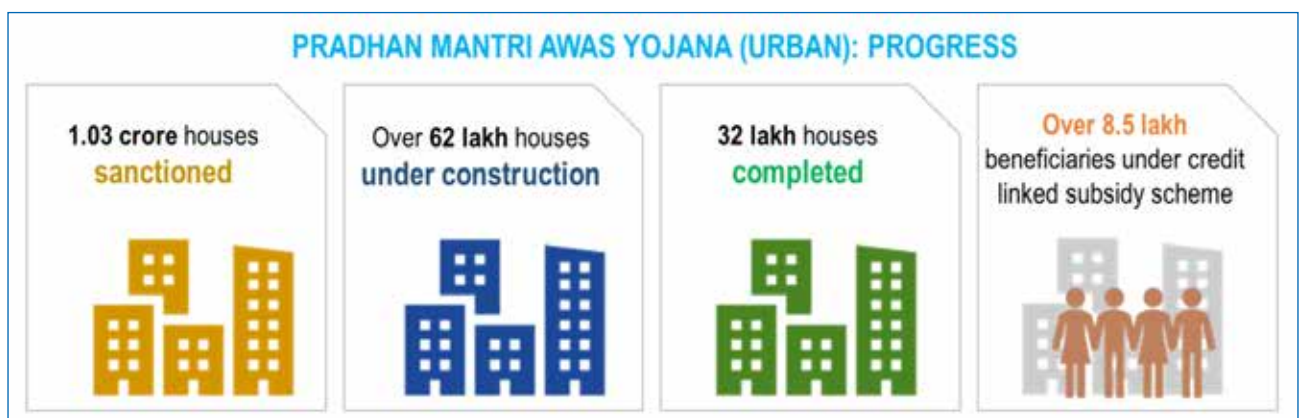 PRADHAN MANTRI AWAS YOJANA (URBAN): PROGRESS
1.03 crore houses
sanctioned
Over 62 lakh houses
under construction
32 lakh houses
completed
Over 8.5 lakh
beneficiaries under credit
linked subsidy scheme